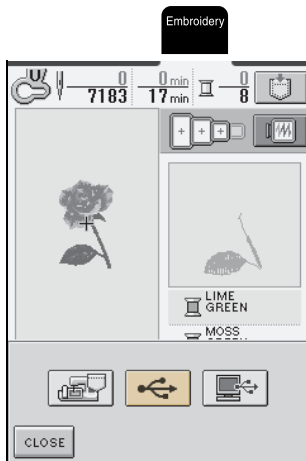 Embroidery
U
0 0 min 0
7183 17 min 8
LIME
GREEN
MOSS
CLOSE